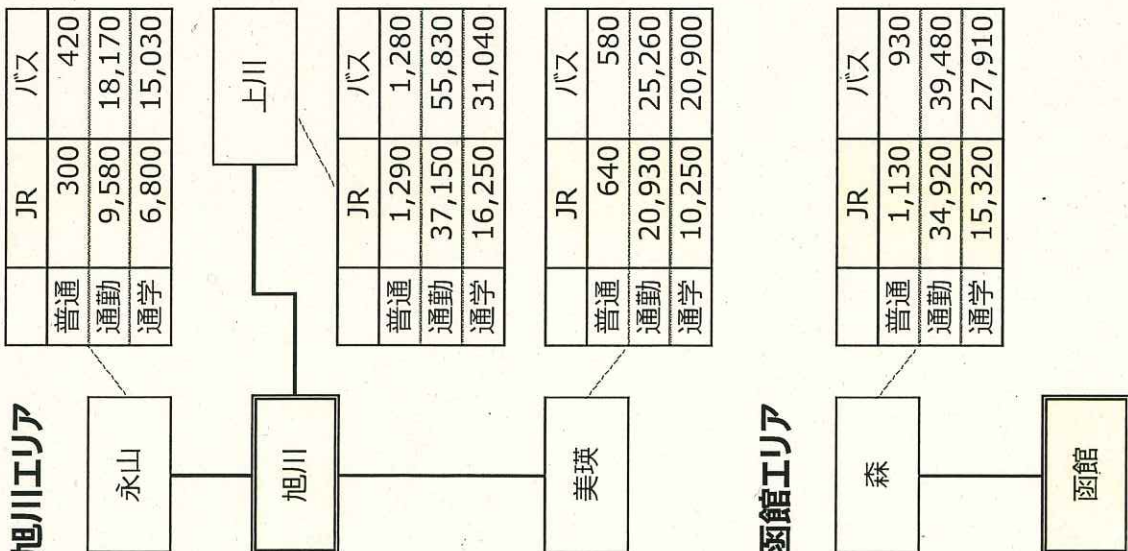 旭川エリア
永山
JR バス
普通 300 420
通勤 9,580 18,170
通学 6,800 15,030
旭川
上川
JR バス
普通 1,290 1,280
通勤 37,150 55,830
通学 16,250 31,040
美瑛
JR バス
普通 640 580
通勤 20,930 25,260
通学 10,250 20,900
函館エリア
森
JR バス
普通 1,130 930
通勤 34,920 39,480
通学 15,320 27,910
函館